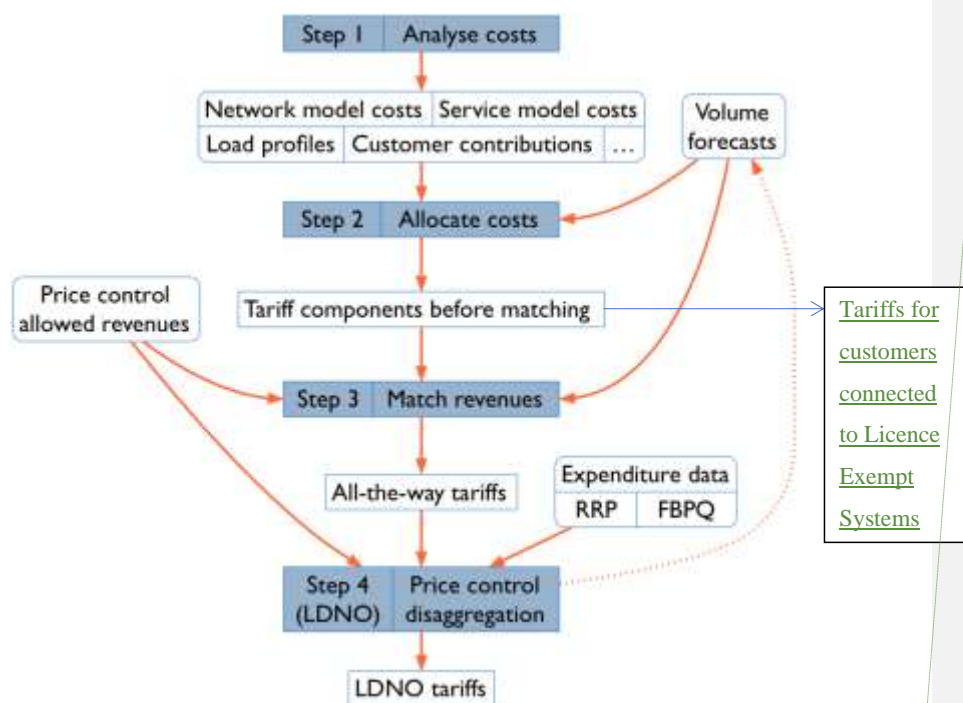 Step 1 Analyse costs
Network model costs Service model costs
Load profiles Customer contributions ...
Volume
forecasts
Step 2 Allocate costs
Price control
allowed revenues
Tariff components before matching
Tariffs for
customers
connected
to Licence
Exempt
Systems
Step 3 Match revenues
All-the-way tariffs
Expenditure data
RRP FBPQ
Step 4 Price control
(LDNO) disaggregation
LDNO tariffs